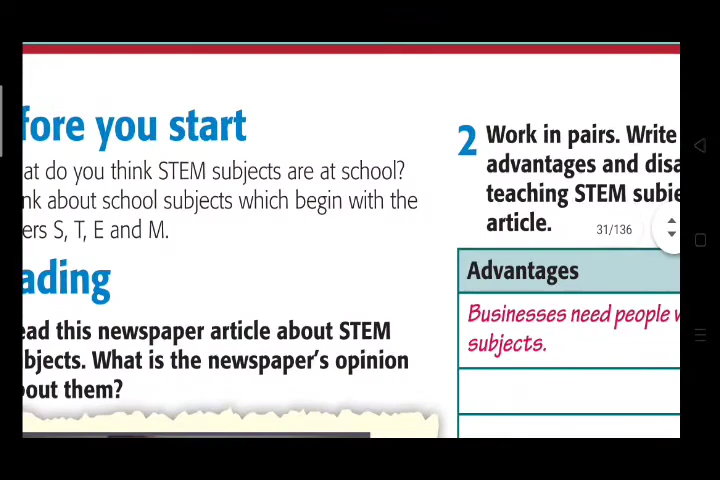 fore you start
at do you think STEM subjects are at school?
nk about school subjects which begin with the
ers S, T, E and M.
ading
ead this newspaper article about STEM
bjects. What is the newspaper's opinion
out them?
2 Work in pairs. Write
advantages and disa
teaching STEM subje
article.
31/136
Advantages
Businesses need people w
subjects.